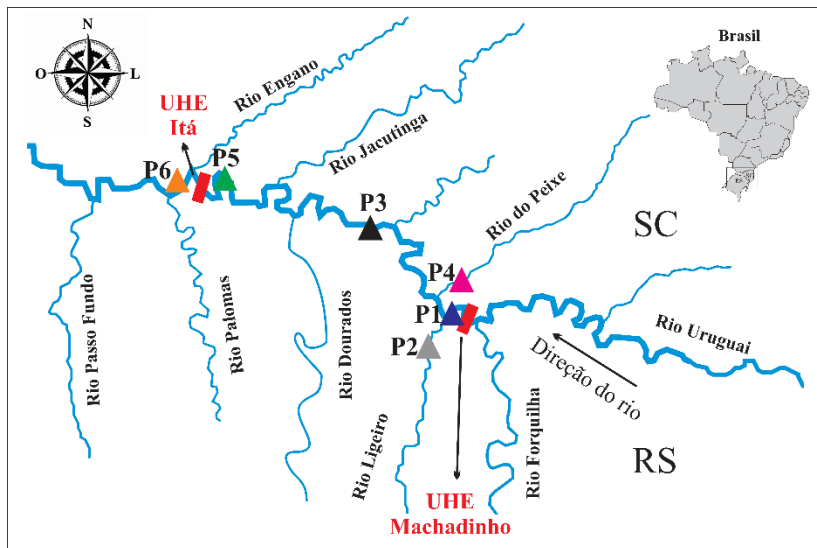 N
O
L
S
Brasil
UHE
Itá
Rio Engano
Rio Jacutinga
P6
P5
P3
Rio do Peixe
SC
P4
P1
P2
Rio Uruguai
Direção do rio
Rio Passo Fundo
Rio Palomas
Rio Dourados
Rio Ligeiro
Rio Forquilha
RS
UHE
Machadinho